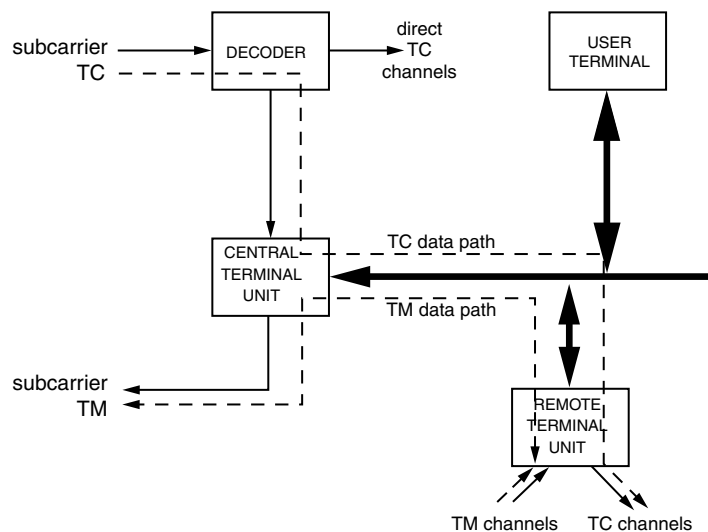 subcarrier
TC
DECODER
direct
TC
channels
USER
TERMINAL
CENTRAL
TERMINAL
UNIT
TC data path
TM data path
subcarrier
TM
REMOTE
TERMINAL
UNIT
TM channels
TC channels